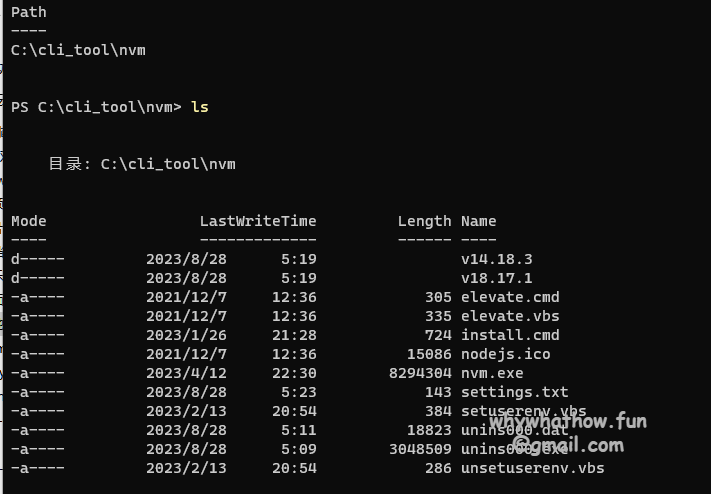 Path
----
C:\cli_tool\nvm
PS C:\cli_tool\nvm> ls
目录: C:\cli_tool\nvm
Mode LastWriteTime Length Name
---- ------------- ------ ----
d----- 2023/8/28 5:19 v14.18.3
d----- 2023/8/28 5:19 v18.17.1
-a---- 2021/12/7 12:36 305 elevate.cmd
-a---- 2021/12/7 12:36 335 elevate.vbs
-a---- 2023/1/26 21:28 724 install.cmd
-a---- 2021/12/7 12:36 15086 nodejs.ico
-a---- 2023/4/12 22:30 8294304 nvm.exe
-a---- 2023/8/28 5:23 143 settings.txt
-a---- 2023/2/13 20:54 384 setuserenv.vbs
-a---- 2023/8/28 5:11 18823 unins000.dat
-a---- 2023/8/28 5:09 3048509 unins000.exe
-a---- 2023/2/13 20:54 286 unsetuserenv.vbs
whywhathow.fun
@gmail.com